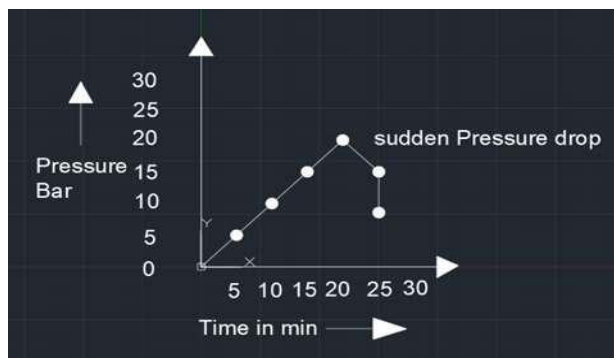 30
25
20 sudden Pressure drop
Pressure 15
Bar 10
5
Y
0 X
5 10 15 20 25 30
Time in min